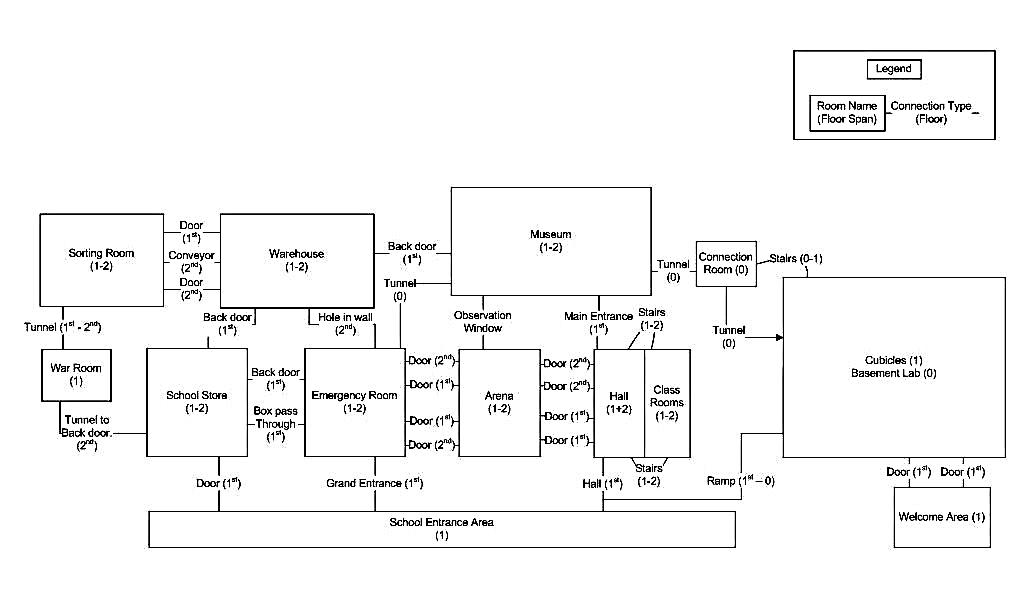 Legend
Room Name
(Floor Span)
Connection Type
(Floor)
Sorting Room
(1-2)
Door
(1st)
Conveyor
(2nd)
Door
(2nd)
Warehouse
(1-2)
Back door
(1st)
Tunnel
(0)
Museum
(1-2)
Tunnel
(0)
Connection
Room (0)
Stairs (0-1)
Tunnel
(0)
Tunnel (1st - 2nd)
Back door
(1st)
Hole in wall
(2nd)
Observation
Window
Main Entrance
(1st)
Stairs
(1-2)
War Room
(1)
Tunnel to
Back door.
(2nd)
School Store
(1-2)
Back door
(1st)
Box pass
Through
(1st)
Emergency Room
(1-2)
Door (2nd)
Door (1st)
Door (1st)
Door (2nd)
Arena
(1-2)
Door (2nd)
Door (2nd)
Door (1st)
Door (1st)
Hall
(1+2)
Class
Rooms
(1-2)
Cubicles (1)
Basement Lab (0)
Stairs
(1-2)
Door (1st)
Grand Entrance (1st)
Hall (1st)
Ramp (1st – 0)
Door (1st)
Door (1st)
School Entrance Area
(1)
Welcome Area (1)